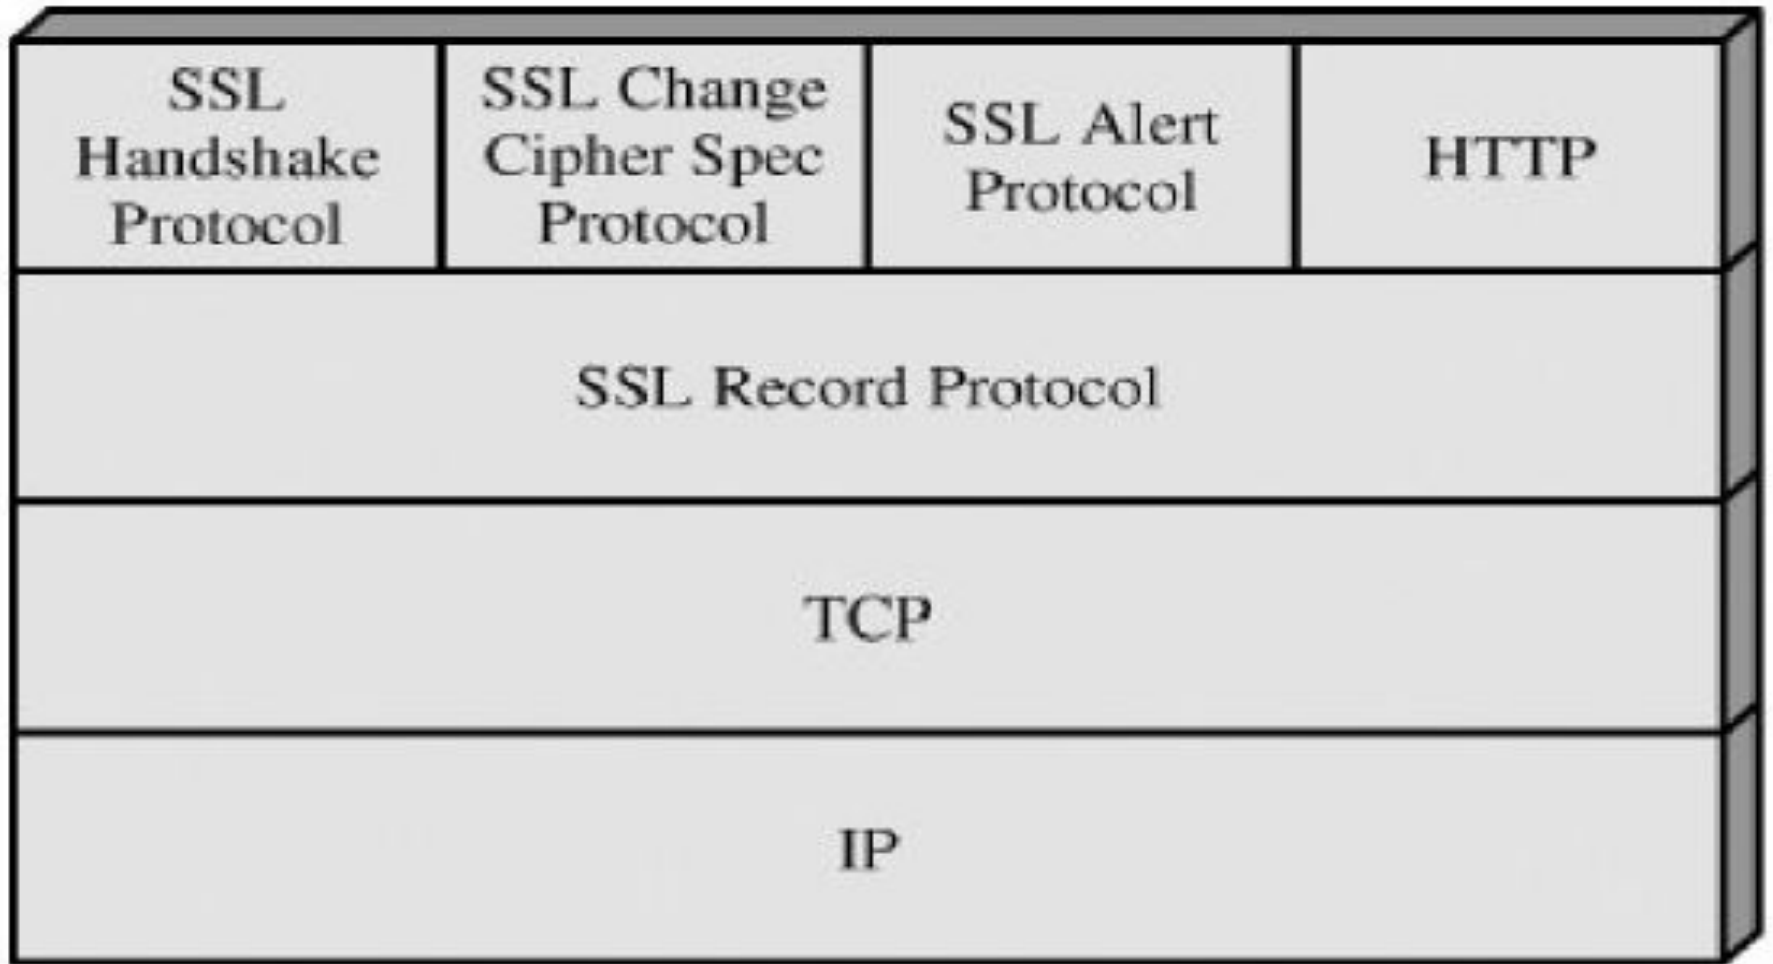 SSL
Handshake
Protocol
SSL Change
Cipher Spec
Protocol
SSL Alert
Protocol
HTTP
SSL Record Protocol
TCP
IP